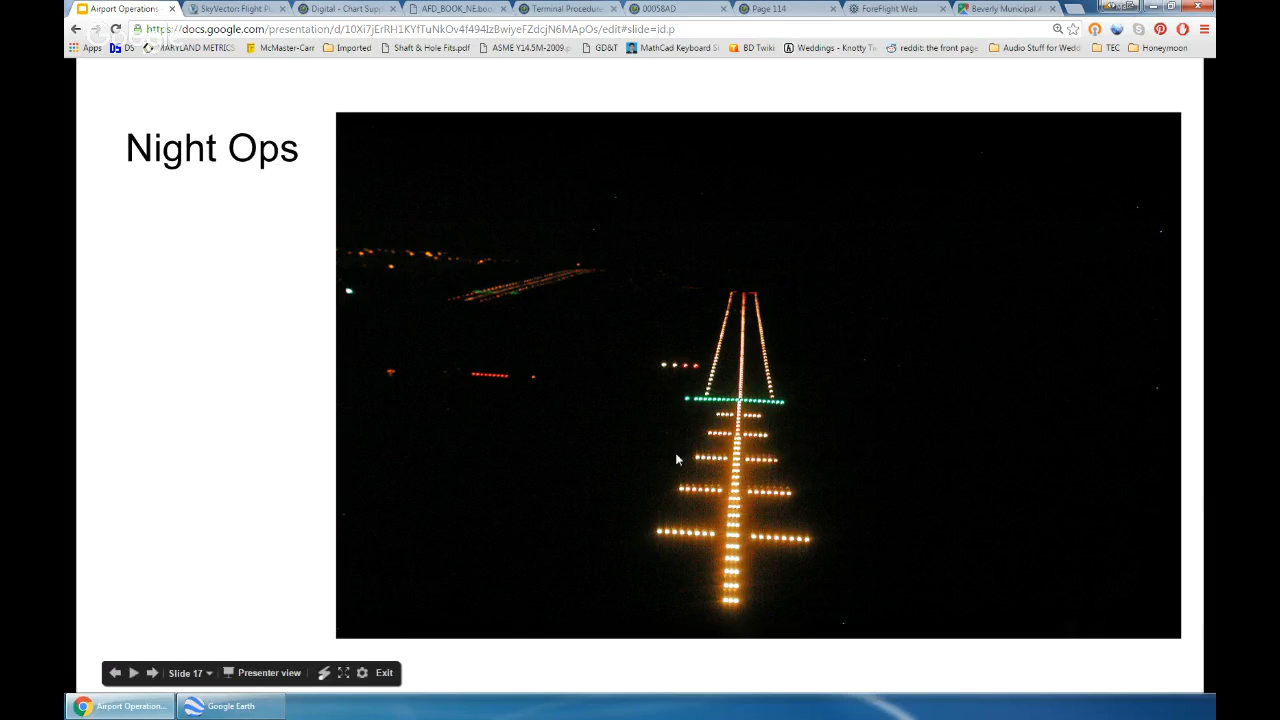 Airport Operations
SkyVector: Flight P
Digital - Chart Supp
AFD_BOOK_NE.boo
Terminal Procedure
00058AD
Page 114
ForeFlight Web
Beverly Municipal A
https://docs.google.com/presentation/d/10Xi7jErRH1KYfTuNkOv4f494IzBwveFZdcjN6MApOs/edit#slide=id.p
Google
Apps
DS
MARYLAND METRICS
McMaster-Carr
Imported
Shaft & Hole Fits.pdf
ASME Y14.5M-2009.p
GD&T
MathCad Keyboard S
BD Twiki
Weddings - Knotty T
reddit: the front page
Audio Stuff for Wedd
TEC
Honeymoon
Night Ops
Slide 17
Presenter view
Exit
Airport Operation...
Google Earth